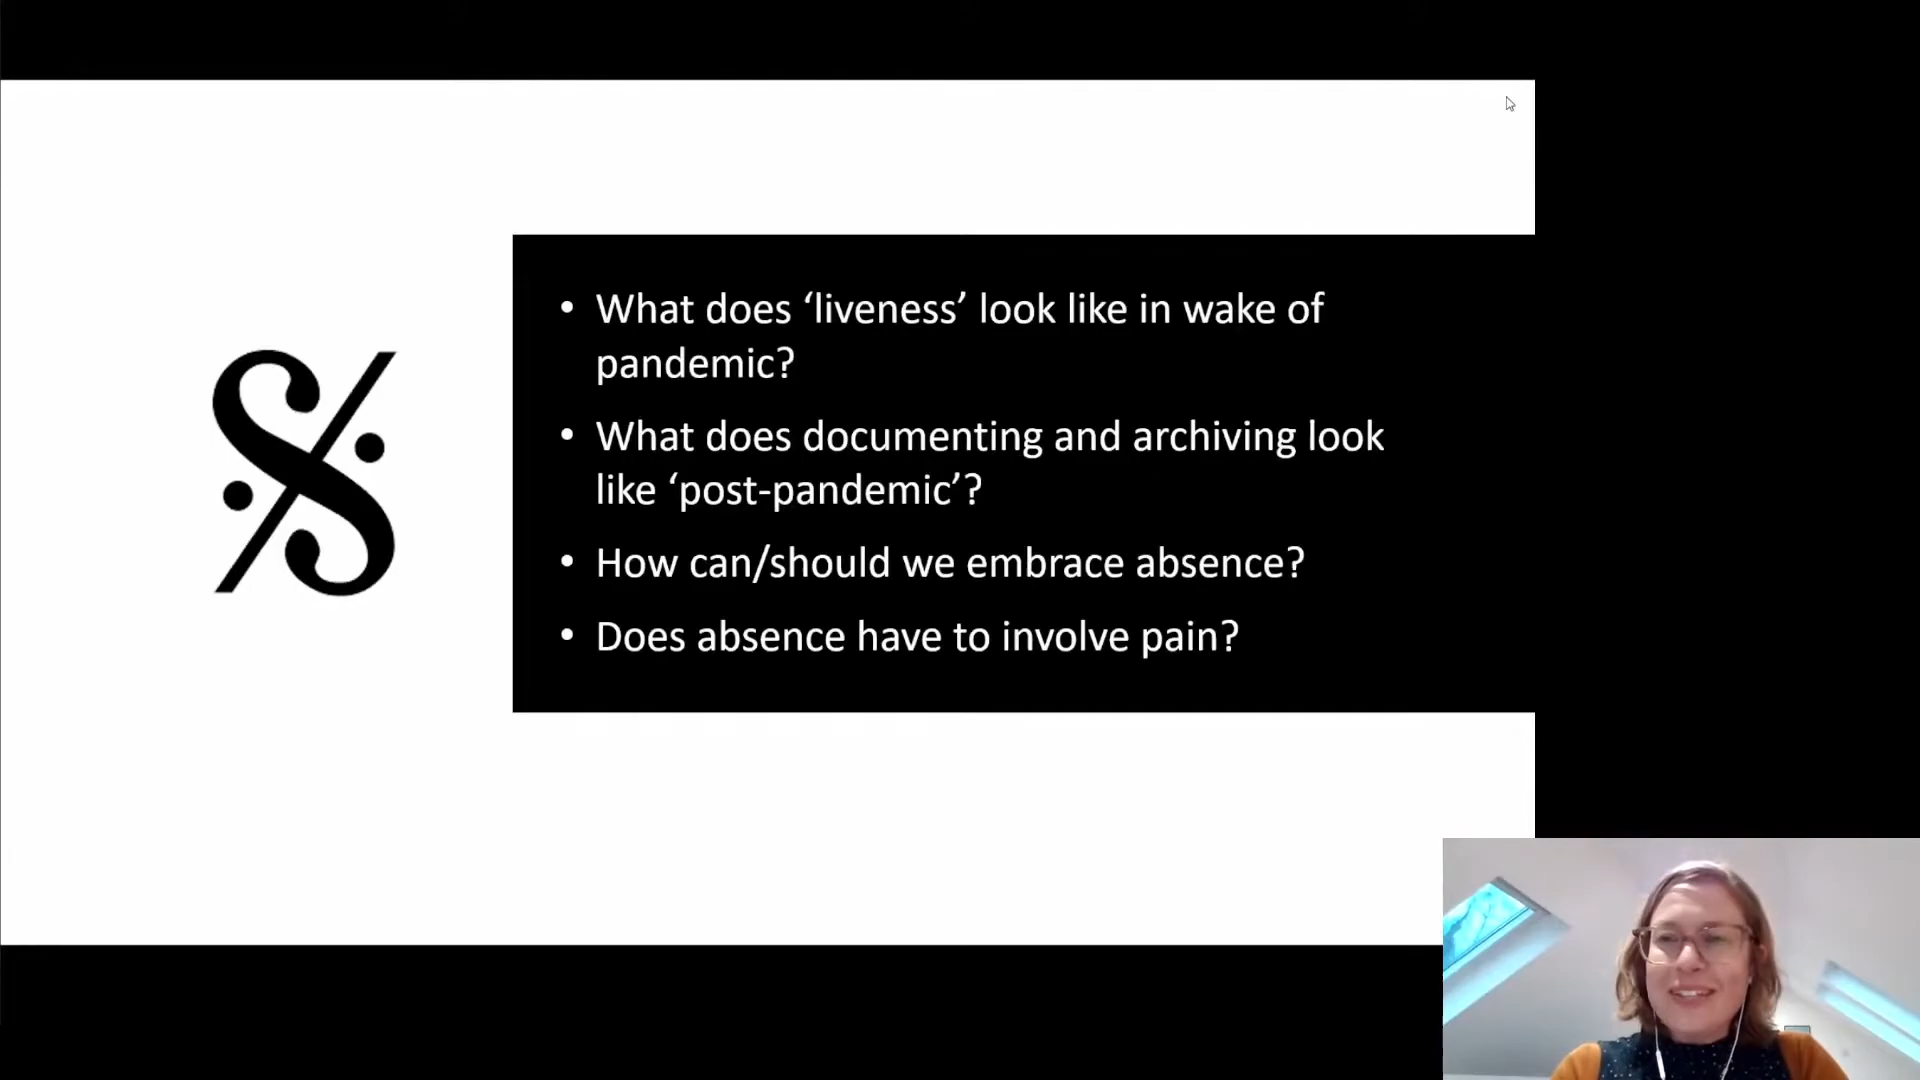 • What does ‘liveness’ look like in wake of
pandemic?
• What does documenting and archiving look
like ‘post-pandemic’?
• How can/should we embrace absence?
• Does absence have to involve pain?